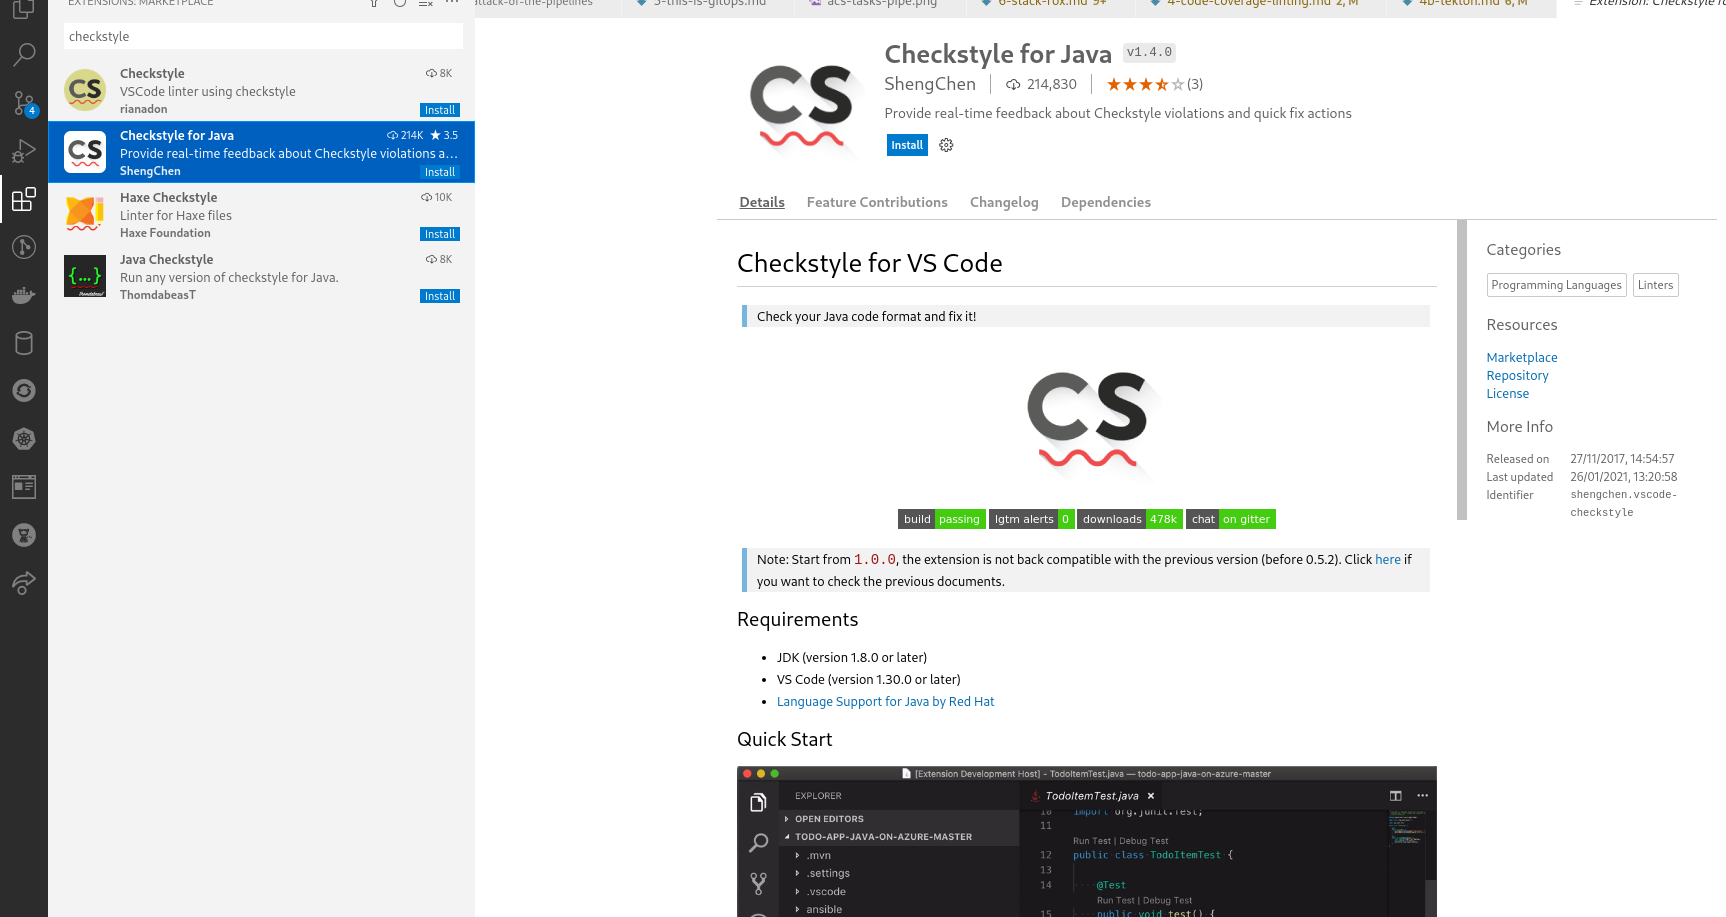 EXTENSIONS: MARKETPLACE
checkstyle
Checkstyle
8K
VSCode linter using checkstyle
rianadon
Install
Checkstyle for Java
214K ★ 3.5
Provide real-time feedback about Checkstyle violations a...
ShengChen
Install
Haxe Checkstyle
10K
Linter for Haxe files
Haxe Foundation
Install
Java Checkstyle
8K
Run any version of checkstyle for Java.
ThomdabeasT
Install
4
CS
CS
{...}
attack-of-the-pipelines
5-this-is-gitops.md
acs-tasks-pipe.png
6-stack-rox.md 9+
4-code-coverage-linting.md 2, M
4b-tekton.md 6, M
Extension: Checkstyle fo
CS
Checkstyle for Java v1.4.0
ShengChen
214,830
(3)
Provide real-time feedback about Checkstyle violations and quick fix actions
Install
Details Feature Contributions Changelog Dependencies
Checkstyle for VS Code
Check your Java code format and fix it!
CS
build passing lgtm alerts 0 downloads 478k chat on gitter
Note: Start from 1.0.0, the extension is not back compatible with the previous version (before 0.5.2). Click here if
you want to check the previous documents.
Requirements
• JDK (version 1.8.0 or later)
• VS Code (version 1.30.0 or later)
• Language Support for Java by Red Hat
Quick Start
[Extension Development Host] - TodoItemTest.java — todo-app-java-on-azure-master
EXPLORER
OPEN EDITORS
TODO-APP-JAVA-ON-AZURE-MASTER
.mvn
.settings
.vscode
ansible
TodoItemTest.java
10 import org.junit.Test;
11
Run Test | Debug Test
12 public class TodoItemTest {
13
14 @Test
Run Test | Debug Test
15 public void test() {
Categories
Programming Languages Linters
Resources
Marketplace
Repository
License
More Info
Released on 27/11/2017, 14:54:57
Last updated 26/01/2021, 13:20:58
Identifier shengchen.vscode-
checkstyle